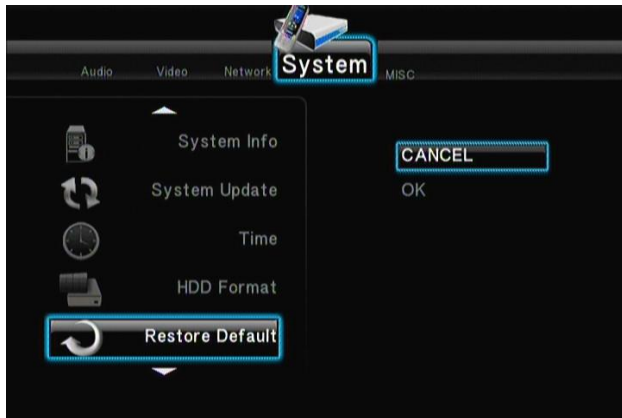 Audio Video Network System MISC
System Info
System Update
Time
HDD Format
Restore Default
CANCEL
OK